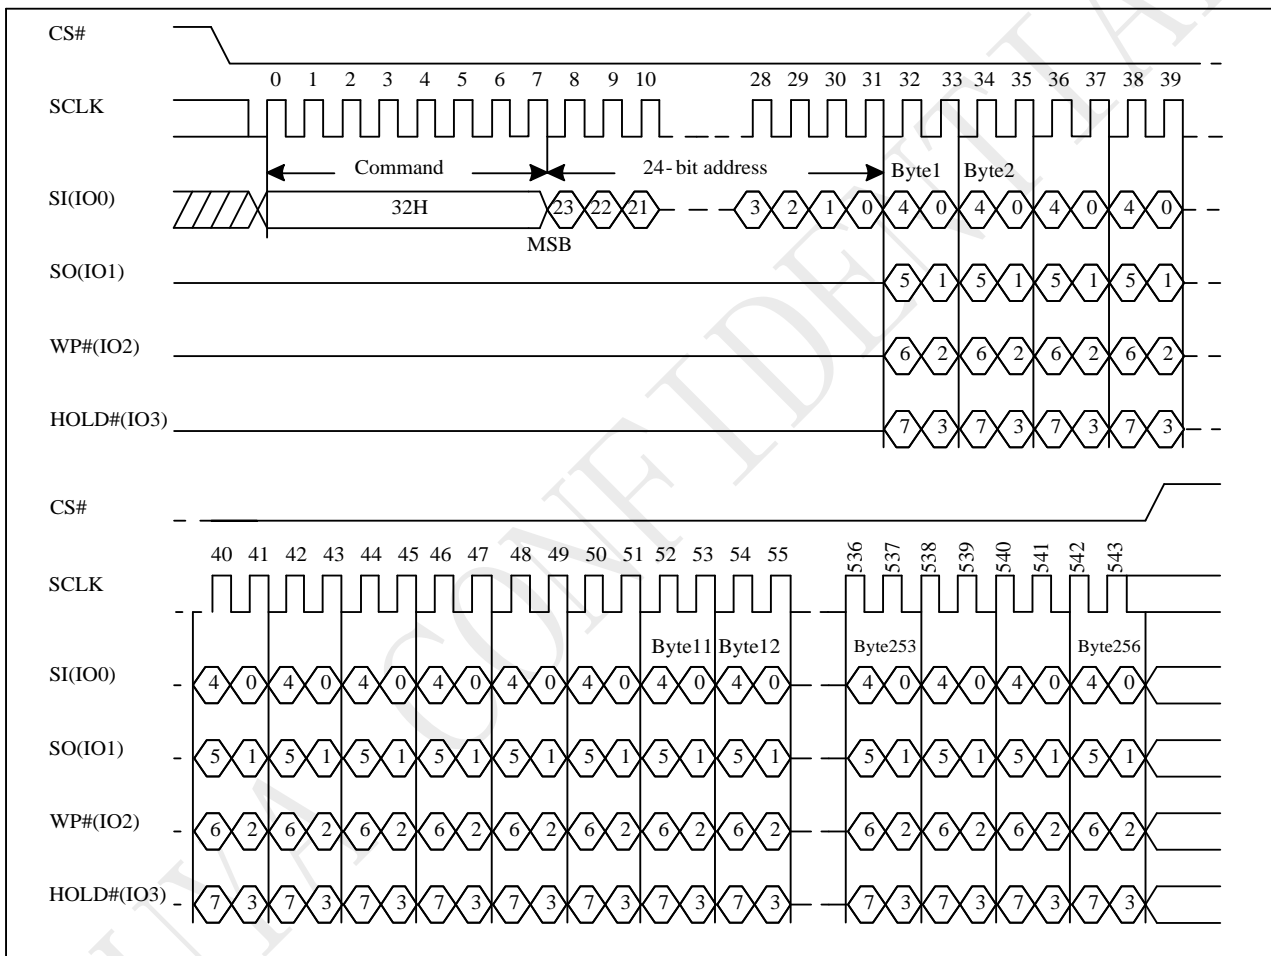 CS#
0 1 2 3 4 5 6 7 8 9 10 28 29 30 31 32 33 34 35 36 37 38 39
SCLK
Command 24-bit address Byte1 Byte2
SI(IO0) 32H 23 22 21 3 2 1 0 4 0 4 0 4 0 4 0
MSB
SO(IO1) 5 1 5 1 5 1 5 1
WP#(IO2) 6 2 6 2 6 2 6 2
HOLD#(IO3) 7 3 7 3 7 3 7 3
CS#
40 41 42 43 44 45 46 47 48 49 50 51 52 53 54 55 536 537 538 539 540 541 542 543
SCLK
Byte11 Byte12 Byte253 Byte256
SI(IO0) 4 0 4 0 4 0 4 0 4 0 4 0 4 0 4 0 4 0 4 0 4 0 4 0
SO(IO1) 5 1 5 1 5 1 5 1 5 1 5 1 5 1 5 1 5 1 5 1 5 1 5 1
WP#(IO2) 6 2 6 2 6 2 6 2 6 2 6 2 6 2 6 2 6 2 6 2 6 2 6 2
HOLD#(IO3) 7 3 7 3 7 3 7 3 7 3 7 3 7 3 7 3 7 3 7 3 7 3 7 3
UYA CONFIDENTIAL